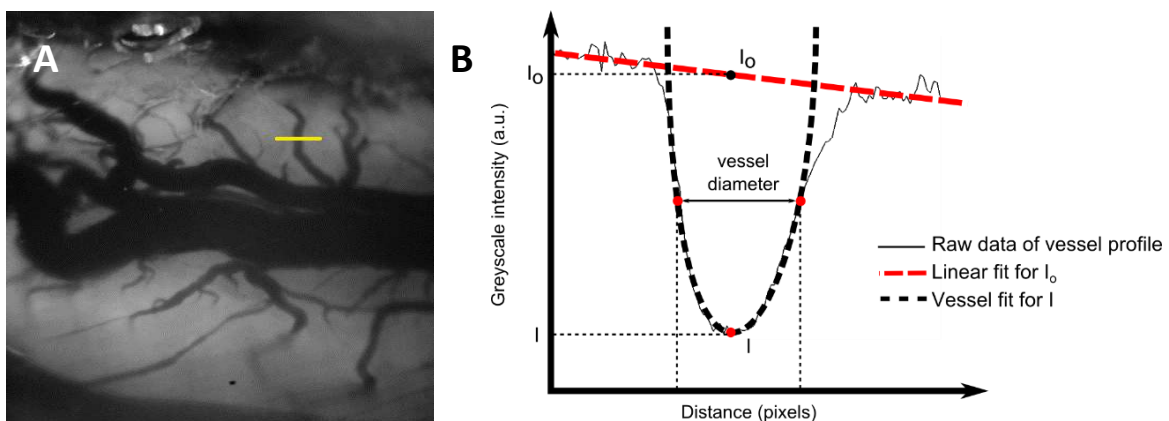 A
B
Greyscale intensity (a.u.)
Iₒ
Iₒ
vessel
diameter
I
I
Raw data of vessel profile
Linear fit for Iₒ
Vessel fit for I
Distance (pixels)